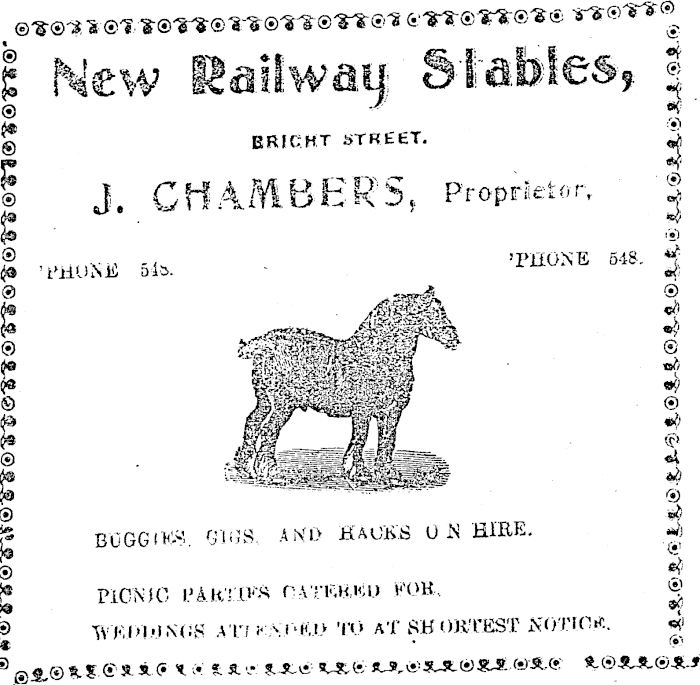 New Railway Stables,
BRIGHT STREET.
J. CHAMBERS, Proprietor,
'PHONE 548. 'PHONE 548.
BUGGIES, GIGS, AND HACKS ON HIRE.
PICNIC PARTIES CATERED FOR.
WEDDINGS ATTENDED TO AT SHORTEST NOTICE.